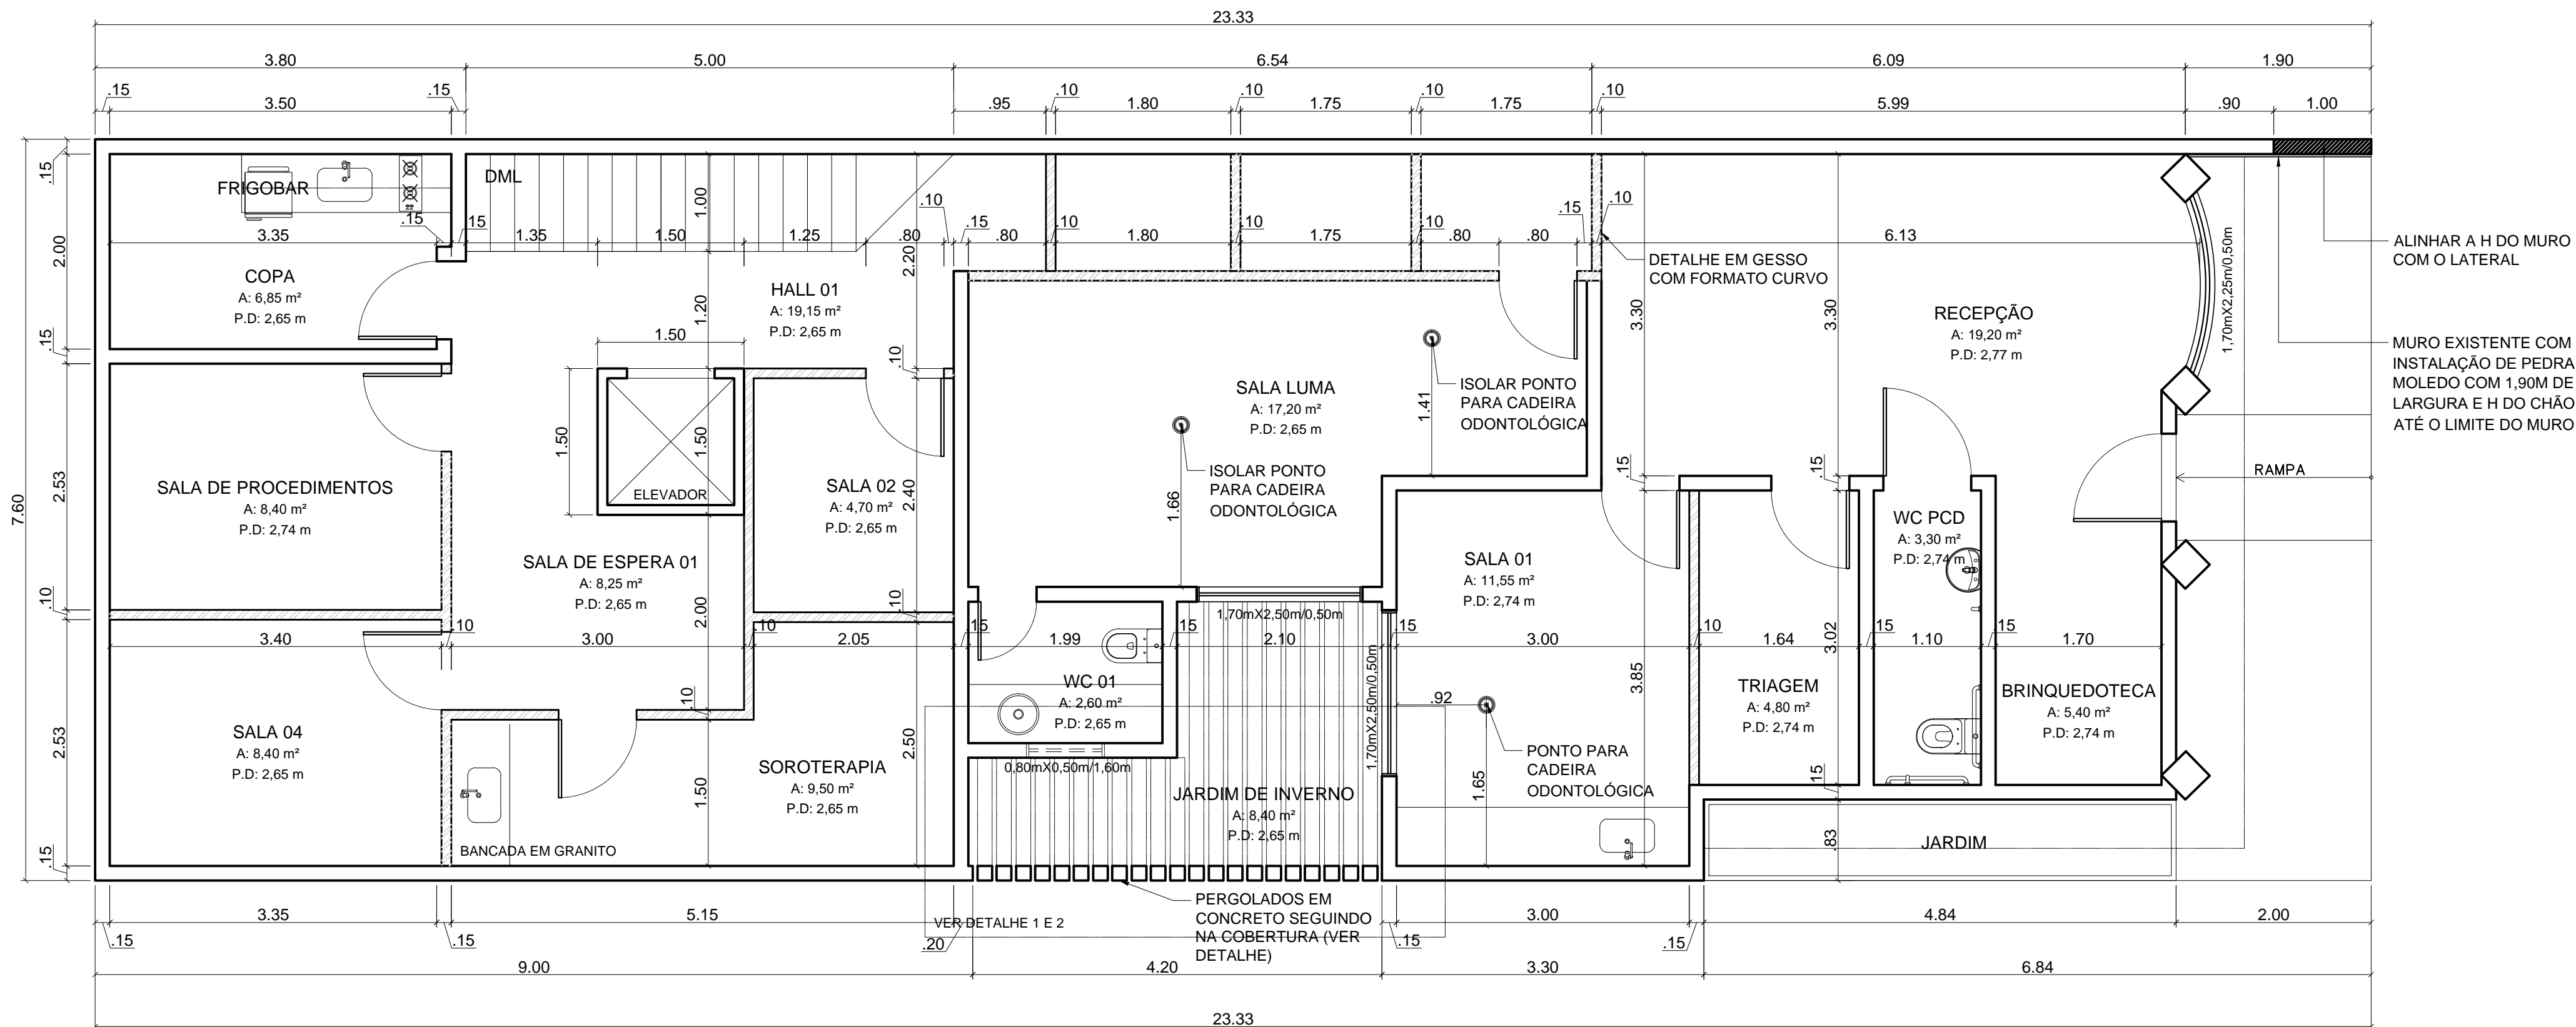 23.33
3.80
5.00
6.54
6.09
1.90
.15
3.50
.15
.95
.10
1.80
.10
1.75
.10
1.75
.10
5.99
.90
1.00
.15
2.00
.15
2.53
.10
2.53
.15
7.60
FRIGOBAR
DML
1.00
.15
.15
3.35
1.35
1.50
1.25
.80
.10
.15
.80
.10
1.80
.10
1.75
.10
.80
.80
.15
.10
6.13
2.20
COPA
A: 6,85 m²
P.D: 2,65 m
HALL 01
A: 19,15 m²
P.D: 2,65 m
1.20
1.50
.10
DETALHE EM GESSO
COM FORMATO CURVO
3.30
3.30
RECEPÇÃO
A: 19,20 m²
P.D: 2,77 m
1,70mX2,25m/0,50m
ALINHAR A H DO MURO
COM O LATERAL
MURO EXISTENTE COM
INSTALAÇÃO DE PEDRA
MOLEDO COM 1,90M DE
LARGURA E H DO CHÃO
ATÉ O LIMITE DO MURO
SALA LUMA
A: 17,20 m²
P.D: 2,65 m
1.41
ISOLAR PONTO
PARA CADEIRA
ODONTOLÓGICA
1.66
ISOLAR PONTO
PARA CADEIRA
ODONTOLÓGICA
1.50
1.50
ELEVADOR
SALA DE PROCEDIMENTOS
A: 8,40 m²
P.D: 2,74 m
SALA 02
A: 4,70 m²
P.D: 2,65 m
2.40
.15
.15
RAMPA
WC PCD
A: 3,30 m²
P.D: 2,74 m
SALA DE ESPERA 01
A: 8,25 m²
P.D: 2,65 m
2.00
.10
SALA 01
A: 11,55 m²
P.D: 2,74 m
1,70mX2,50m/0,50m
3.40
.10
3.00
.10
2.05
.15
1.99
.15
2.10
.15
3.00
.10
1.64
3.02
.15
1.10
.15
1.70
1,70mX2,50m/0,50m
3.85
.10
WC 01
A: 2,60 m²
P.D: 2,65 m
.92
TRIAGEM
A: 4,80 m²
P.D: 2,74 m
BRINQUEDOTECA
A: 5,40 m²
P.D: 2,74 m
SALA 04
A: 8,40 m²
P.D: 2,65 m
2.50
1.50
SOROTERAPIA
A: 9,50 m²
P.D: 2,65 m
0,80mX0,50m/1,60m
JARDIM DE INVERNO
A: 8,40 m²
P.D: 2,65 m
1.65
PONTO PARA
CADEIRA
ODONTOLÓGICA
.15
.83
JARDIM
BANCADA EM GRANITO
PERGOLADOS EM
CONCRETO SEGUINDO
NA COBERTURA (VER
DETALHE)
VER DETALHE 1 E 2
3.35
5.15
3.00
4.84
2.00
.15
.15
.20
.15
.15
9.00
4.20
3.30
6.84
23.33